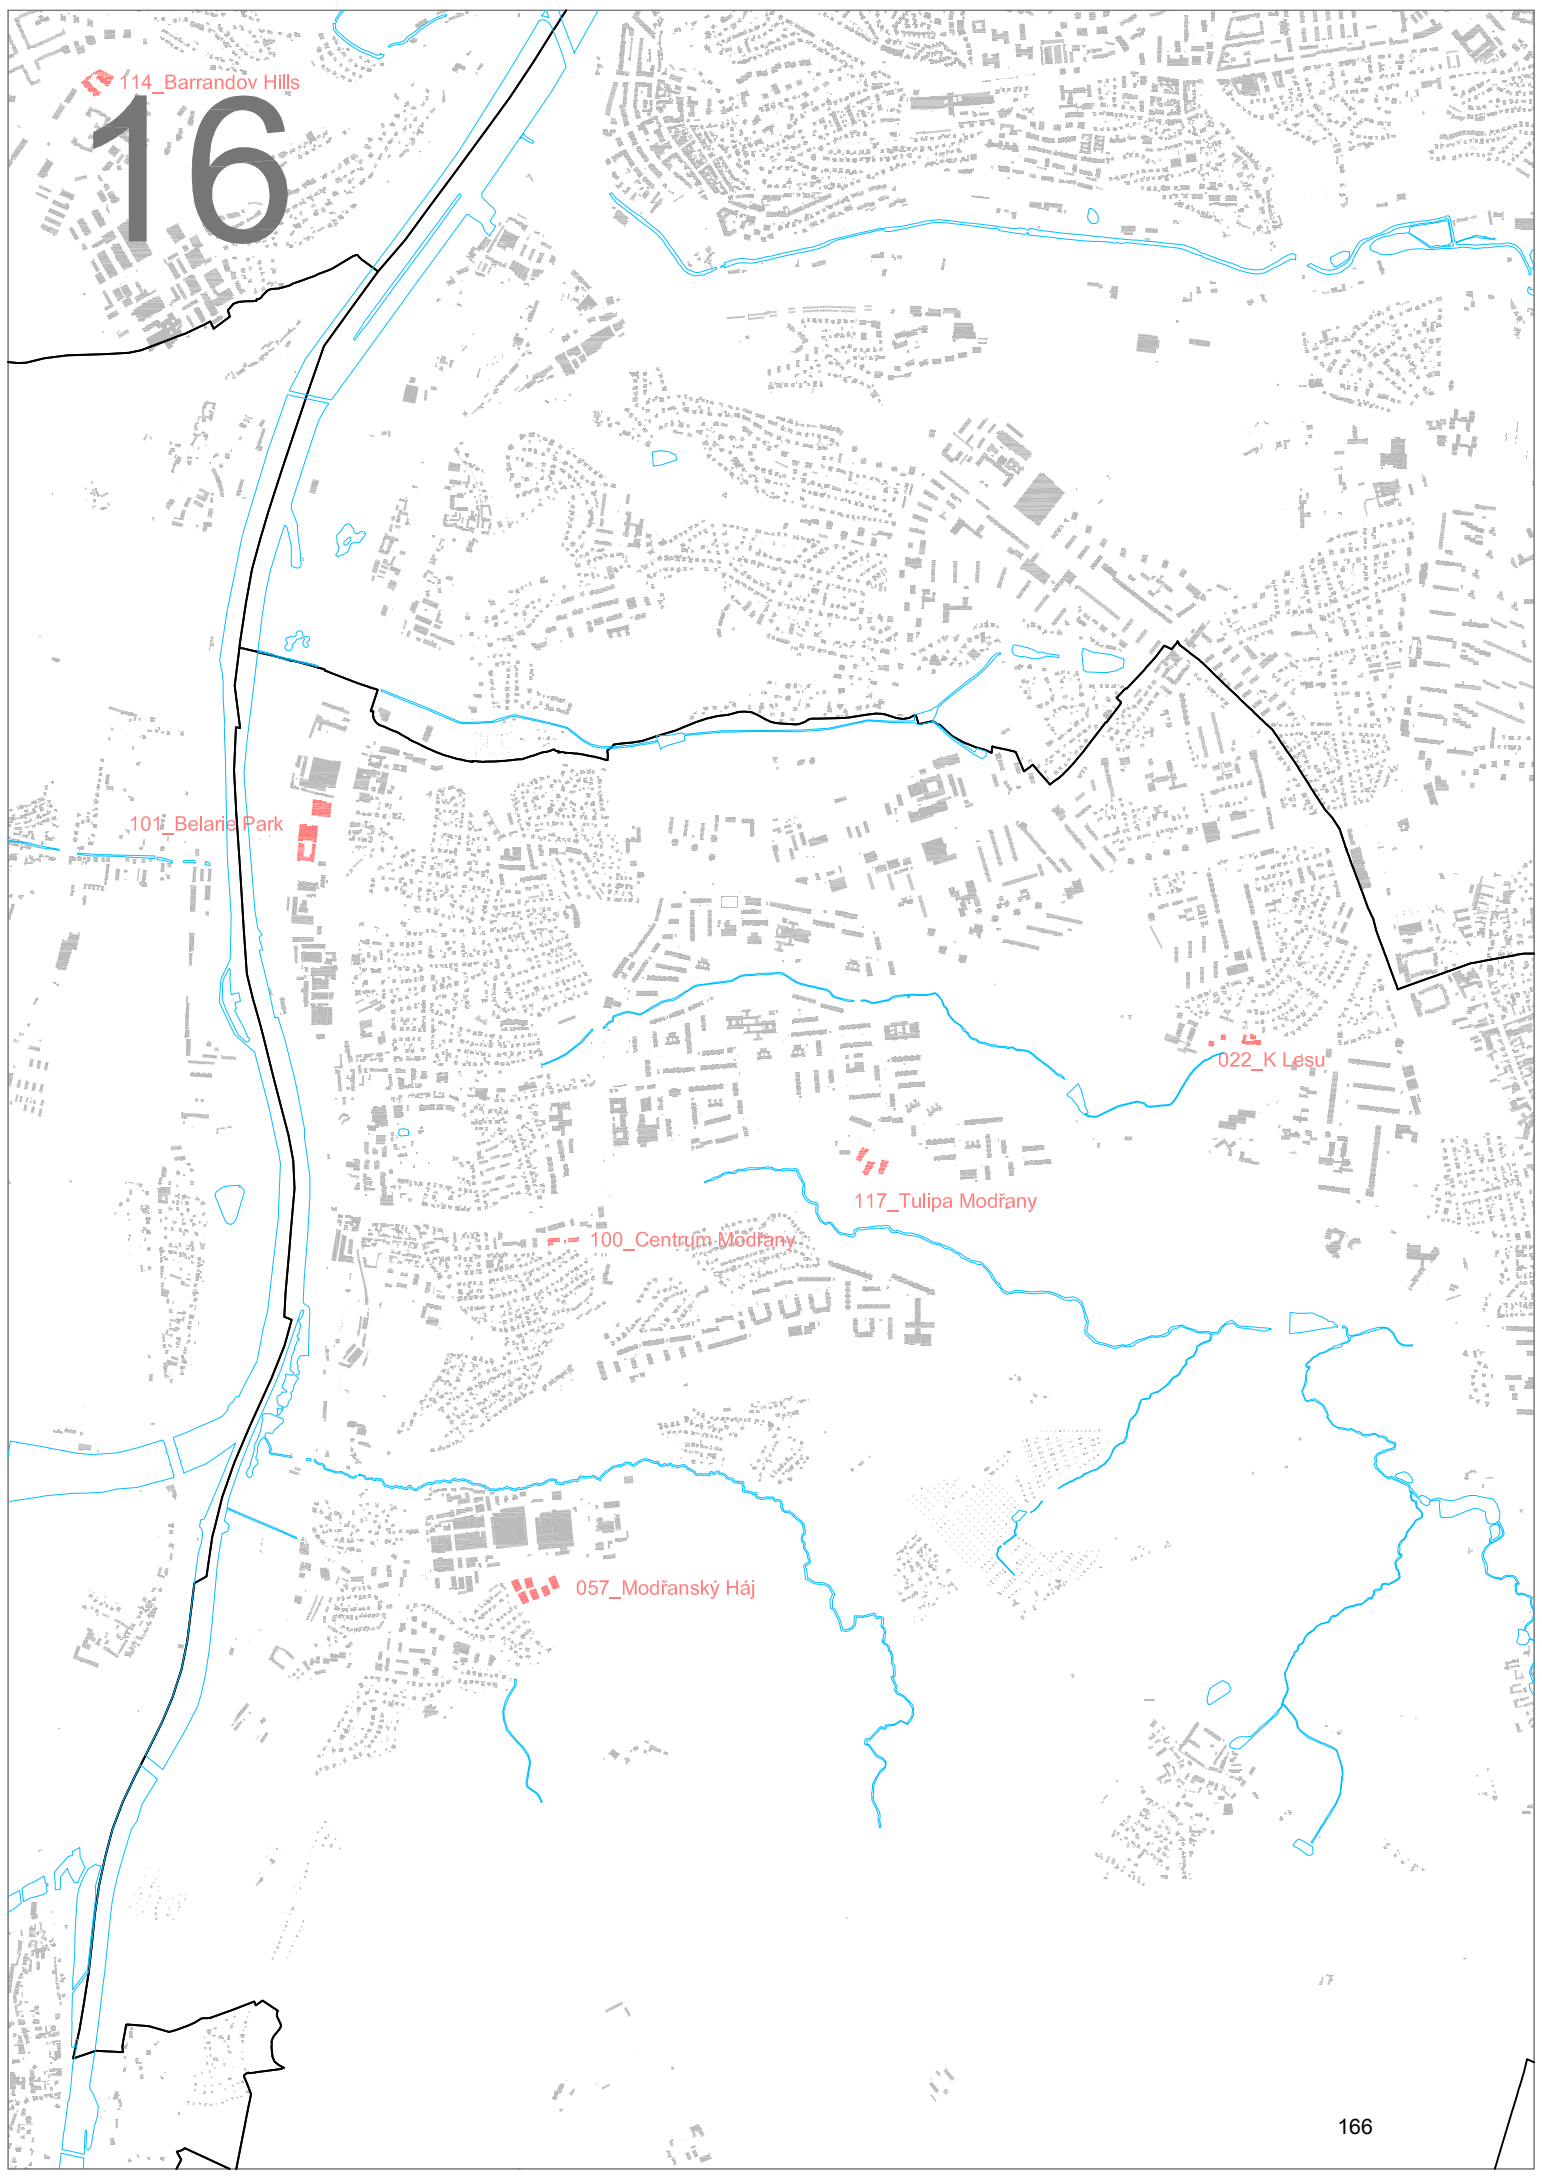 114_Barrandov Hills
16
101_Belarie Park
022_K Lesu
117_Tulipa Modřany
100_Centrum Modřany
057_Modřanský Háj
166